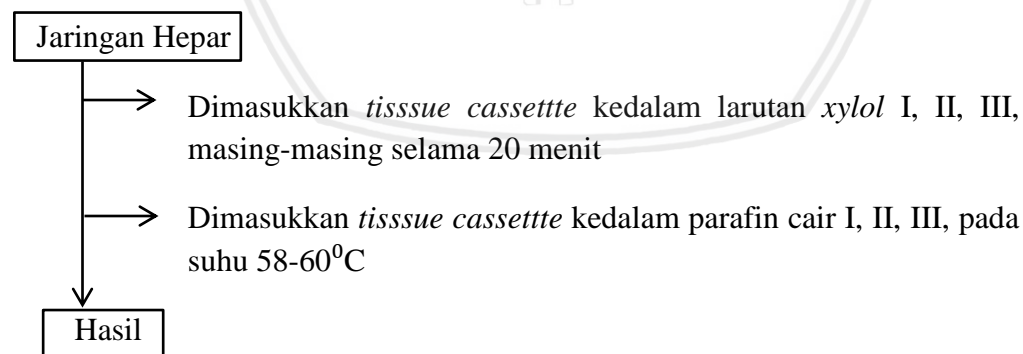 Jaringan Hepar
Dimasukkan tisssue cassettte kedalam larutan xylol I, II, III,
masing-masing selama 20 menit
Dimasukkan tisssue cassettte kedalam parafin cair I, II, III, pada
suhu 58-60⁰C
Hasil